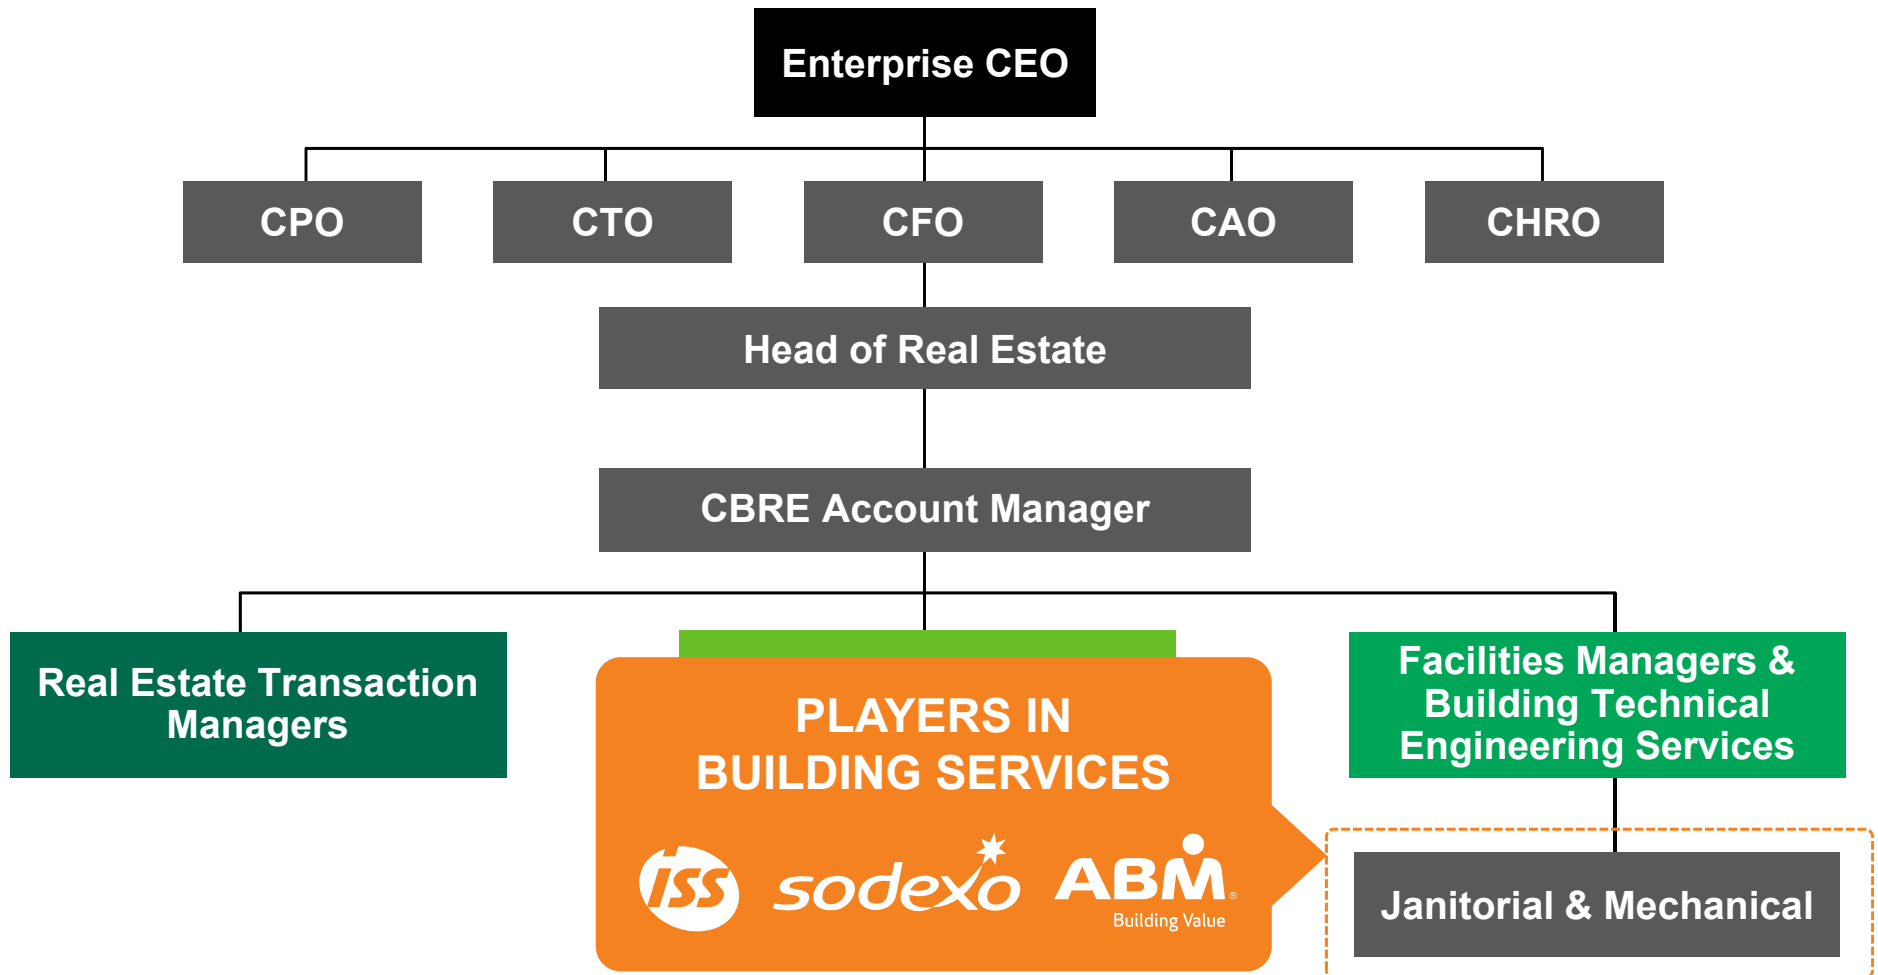 Enterprise CEO
CPO
CTO
CFO
CAO
CHRO
Head of Real Estate
CBRE Account Manager
Real Estate Transaction
Managers
PLAYERS IN
BUILDING SERVICES
ISS
sodexo
ABM®
Building Value
Facilities Managers &
Building Technical
Engineering Services
Janitorial & Mechanical